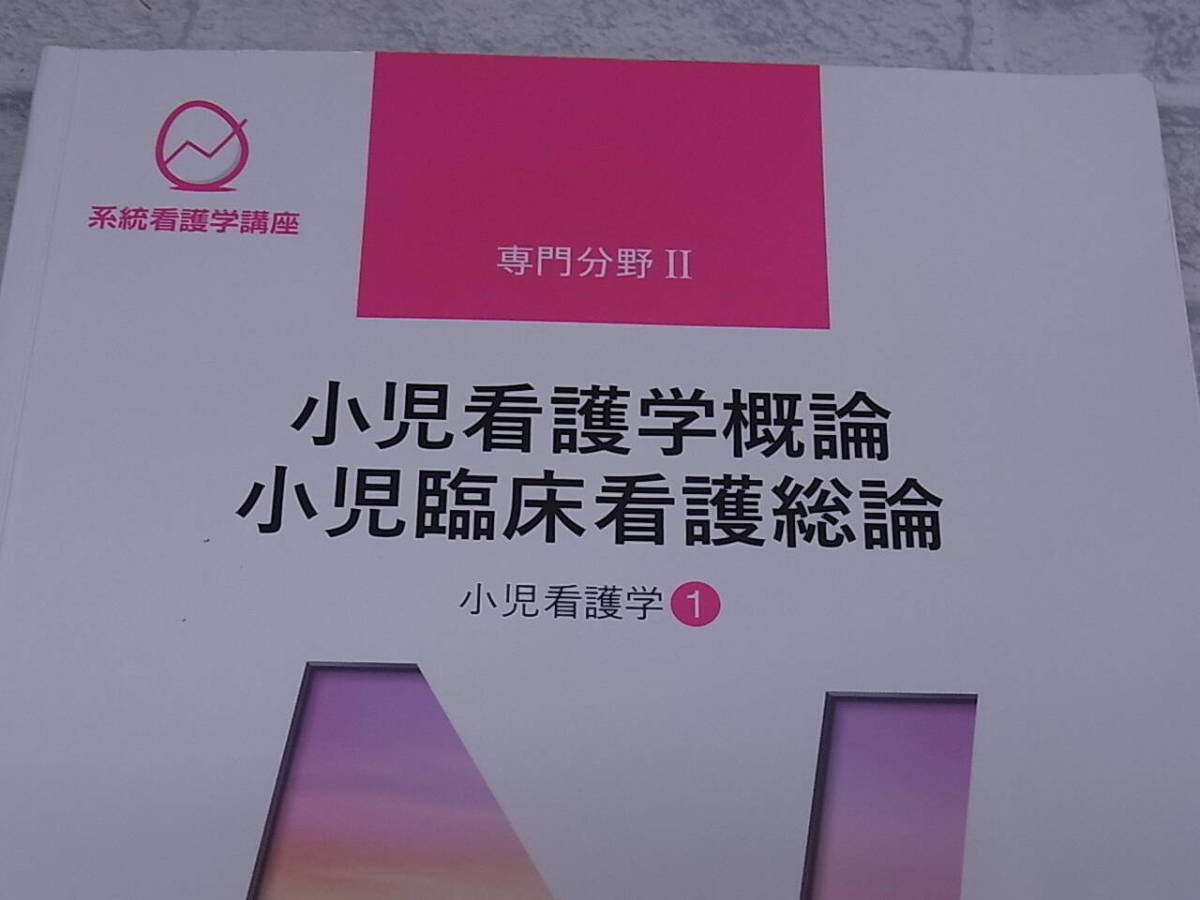 系統看護学講座
専門分野 II
小児看護学概論
小児臨床看護総論
小児看護学 1